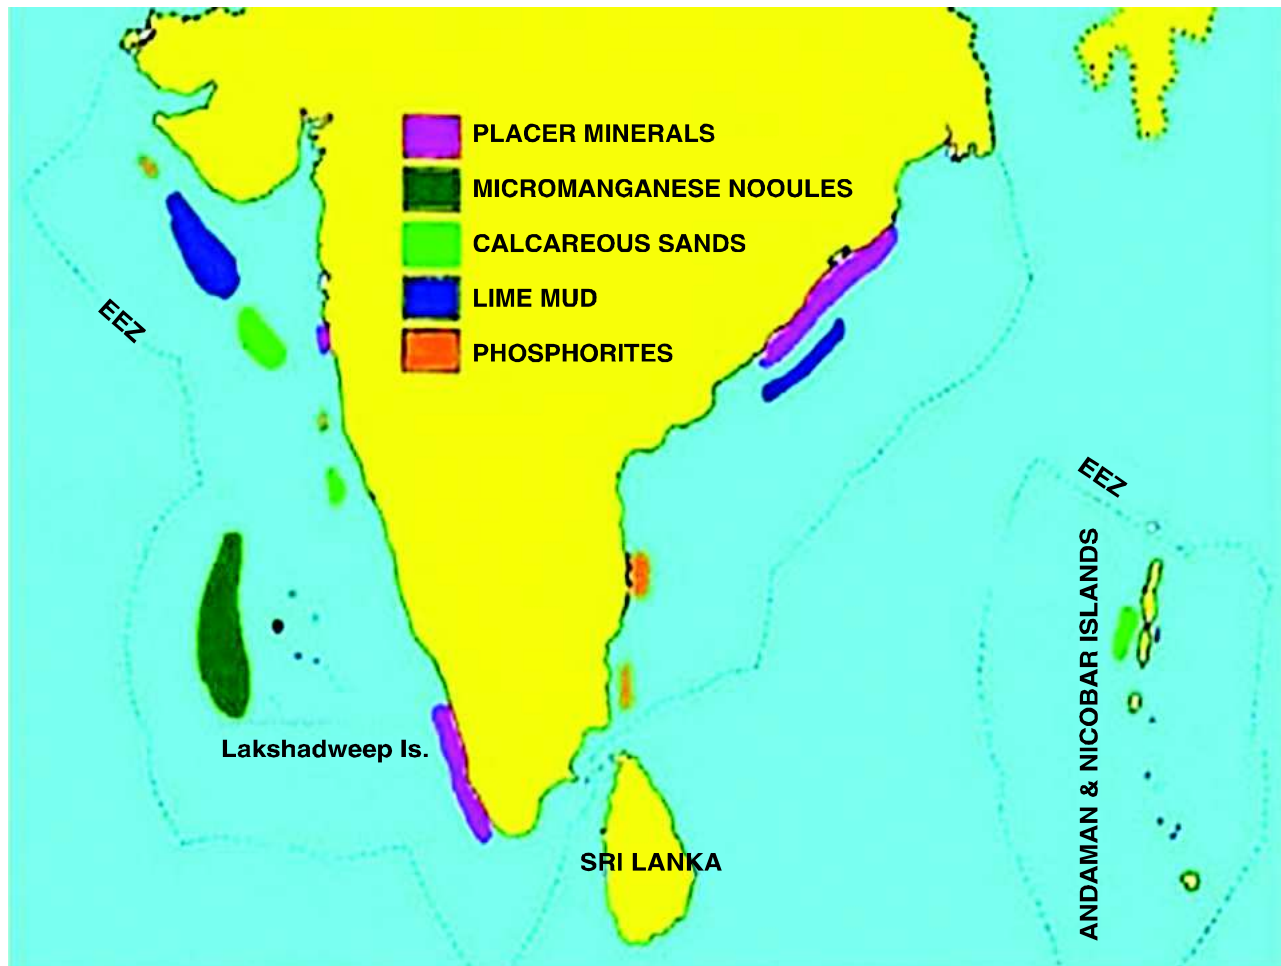 PLACER MINERALS
MICROMANGANESE NOOULES
CALCAREOUS SANDS
LIME MUD
PHOSPHORITES
EEZ
EEZ
ANDAMAN & NICOBAR ISLANDS
Lakshadweep Is.
SRI LANKA